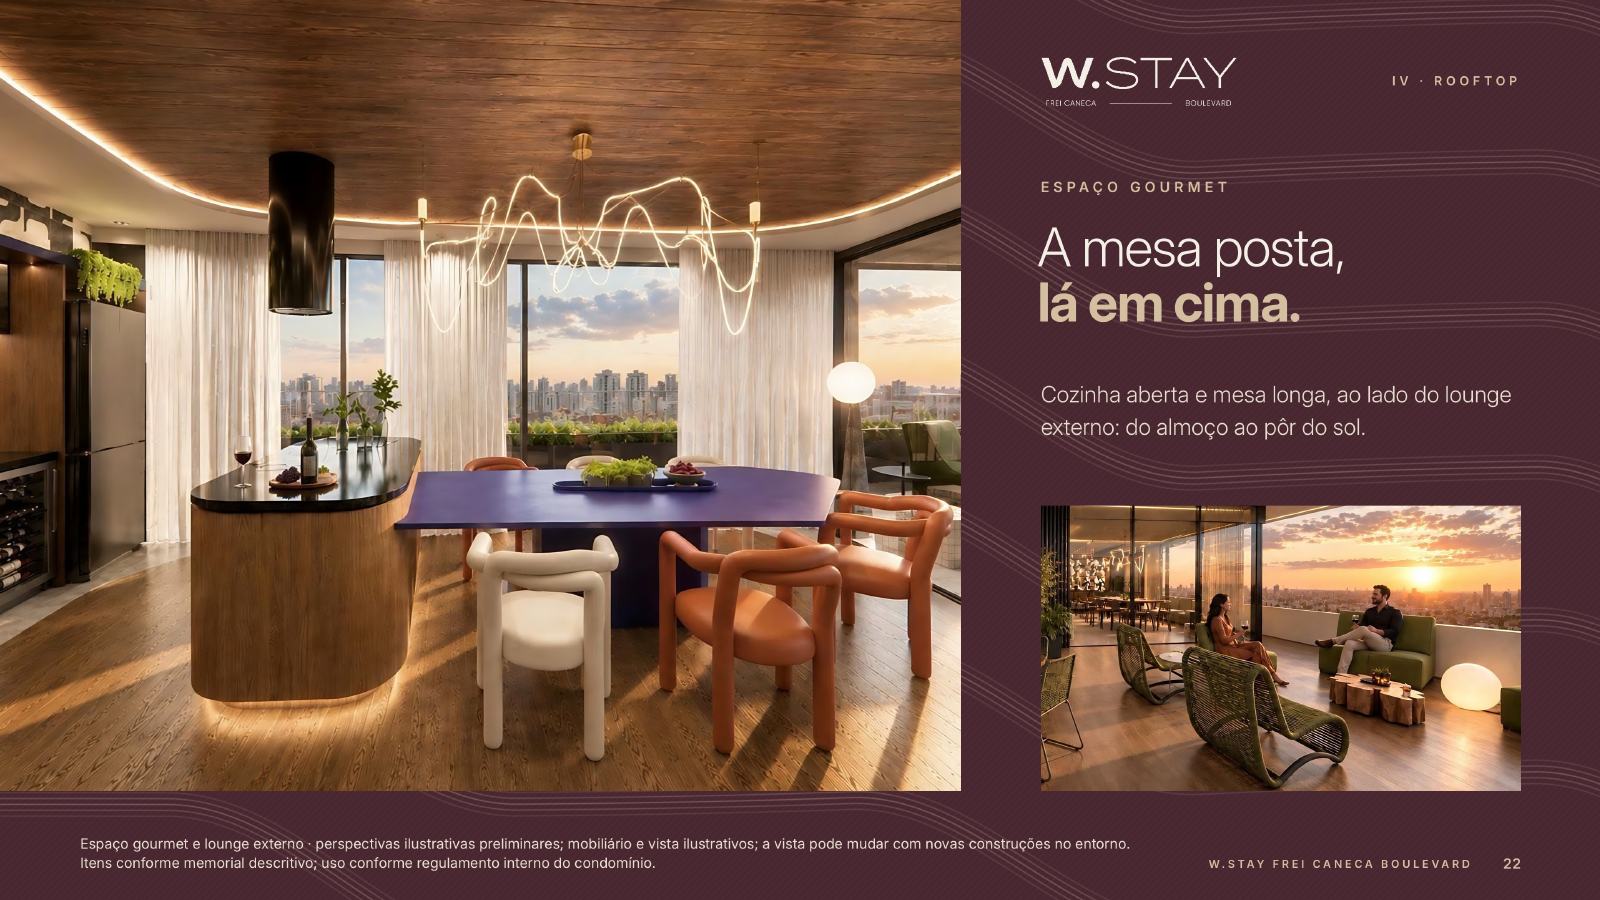 W.STAY
FREI CANECA BOULEVARD
IV · ROOFTOP
ESPAÇO GOURMET
A mesa posta,
lá em cima.
Cozinha aberta e mesa longa, ao lado do lounge
externo: do almoço ao pôr do sol.
Espaço gourmet e lounge externo · perspectivas ilustrativas preliminares; mobiliário e vista ilustrativos; a vista pode mudar com novas construções no entorno.
Itens conforme memorial descritivo; uso conforme regulamento interno do condomínio.
W.STAY FREI CANECA BOULEVARD 22